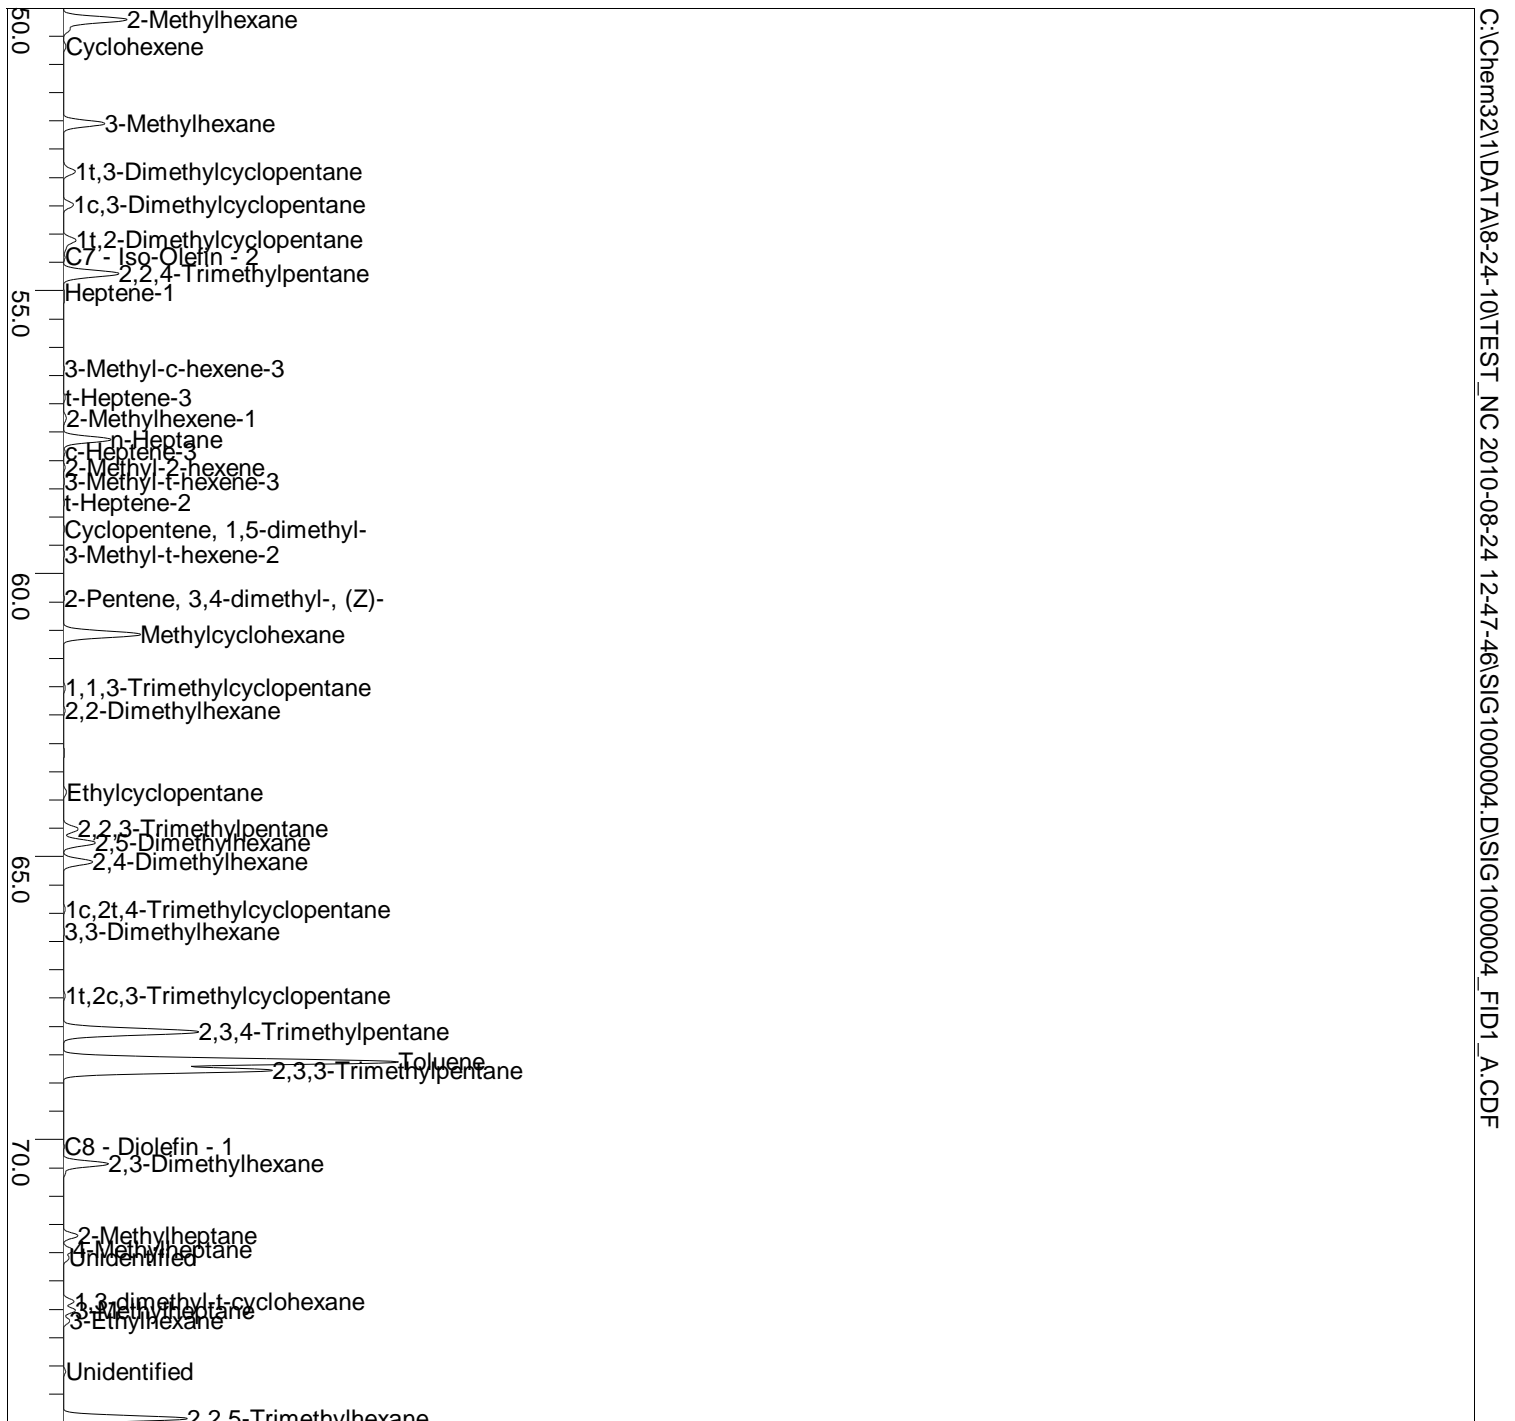 50.0
2-Methylhexane
Cyclohexene
3-Methylhexane
1t,3-Dimethylcyclopentane
1c,3-Dimethylcyclopentane
1t,2-Dimethylcyclopentane
C7 - Iso-Olefin - 2
2,2,4-Trimethylpentane
Heptene-1
55.0
3-Methyl-c-hexene-3
t-Heptene-3
2-Methylhexene-1
n-Heptane
c-Heptene-3
2-Methyl-2-hexene
3-Methyl-t-hexene-3
t-Heptene-2
Cyclopentene, 1,5-dimethyl-
3-Methyl-t-hexene-2
60.0
2-Pentene, 3,4-dimethyl-, (Z)-
Methylcyclohexane
1,1,3-Trimethylcyclopentane
2,2-Dimethylhexane
Ethylcyclopentane
2,2,3-Trimethylpentane
2,5-Dimethylhexane
2,4-Dimethylhexane
65.0
1c,2t,4-Trimethylcyclopentane
3,3-Dimethylhexane
1t,2c,3-Trimethylcyclopentane
2,3,4-Trimethylpentane
Toluene
2,3,3-Trimethylpentane
C8 - Diolefin - 1
2,3-Dimethylhexane
70.0
2-Methylheptane
4-Methylheptane
Unidentified
1,3-dimethyl-t-cyclohexane
3-Methylheptane
3-Ethylhexane
Unidentified
2,2,5-Trimethylhexane
C:\Chem32\1\DATA\8-24-10\TEST_NC 2010-08-24 12-47-46\SIG1000004.D\SIG1000004_FID1_A.CDF